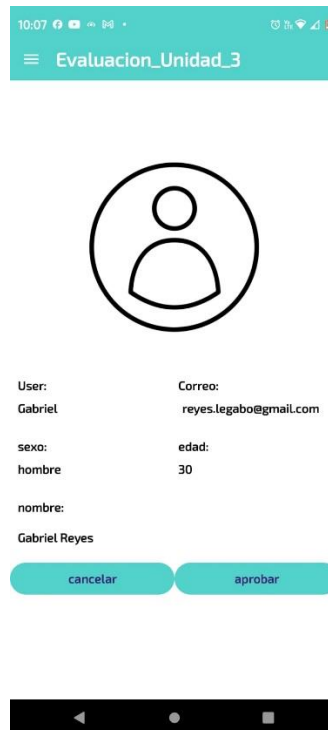 10:07
Evaluacion_Unidad_3
User: Correo:
Gabriel reyes.legabo@gmail.com
sexo: edad:
hombre 30
nombre:
Gabriel Reyes
cancelar aprobar